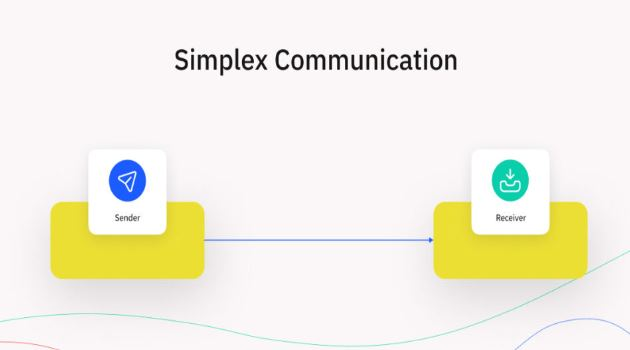 Simplex Communication
Sender
Receiver